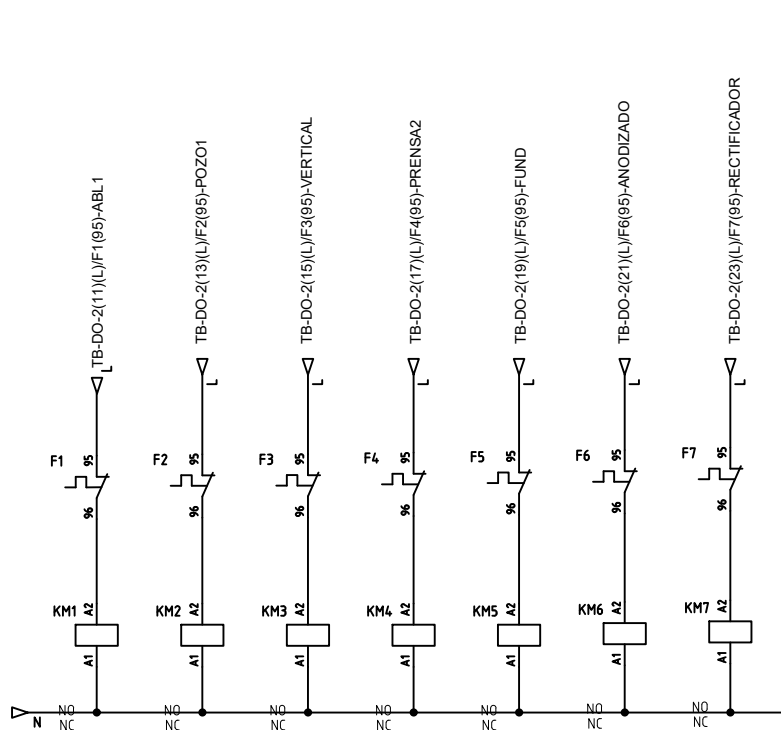 TB-DO-2(11)(L)/F1(95)-ABL1
TB-DO-2(13)(L)/F2(95)-POZO1
TB-DO-2(15)(L)/F3(95)-VERTICAL
TB-DO-2(17)(L)/F4(95)-PRENSA2
TB-DO-2(19)(L)/F5(95)-FUND
TB-DO-2(21)(L)/F6(95)-ANODIZADO
TB-DO-2(23)(L)/F7(95)-RECTIFICADOR
L
L
L
L
L
L
L
F1
95
96
F2
95
96
F3
95
96
F4
95
96
F5
95
96
F6
95
96
F7
95
96
KM1
A2
A1
KM2
A2
A1
KM3
A2
A1
KM4
A2
A1
KM5
A2
A1
KM6
A2
A1
KM7
A2
A1
N
NO
NC
NO
NC
NO
NC
NO
NC
NO
NC
NO
NC
NO
NC